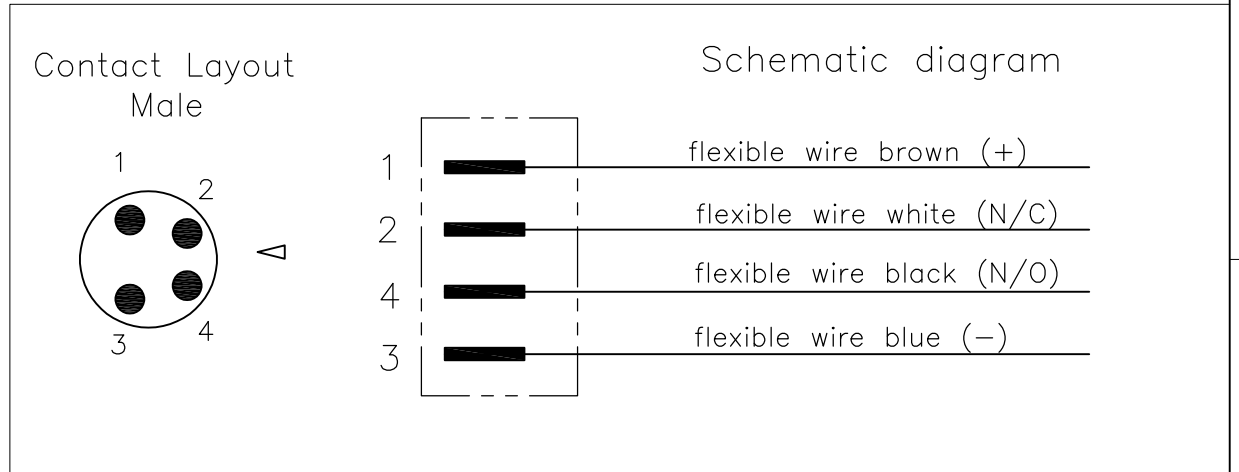 Contact Layout
Male
1
2
3
4
Schematic diagram
1 flexible wire brown (+)
2 flexible wire white (N/C)
4 flexible wire black (N/O)
3 flexible wire blue (−)